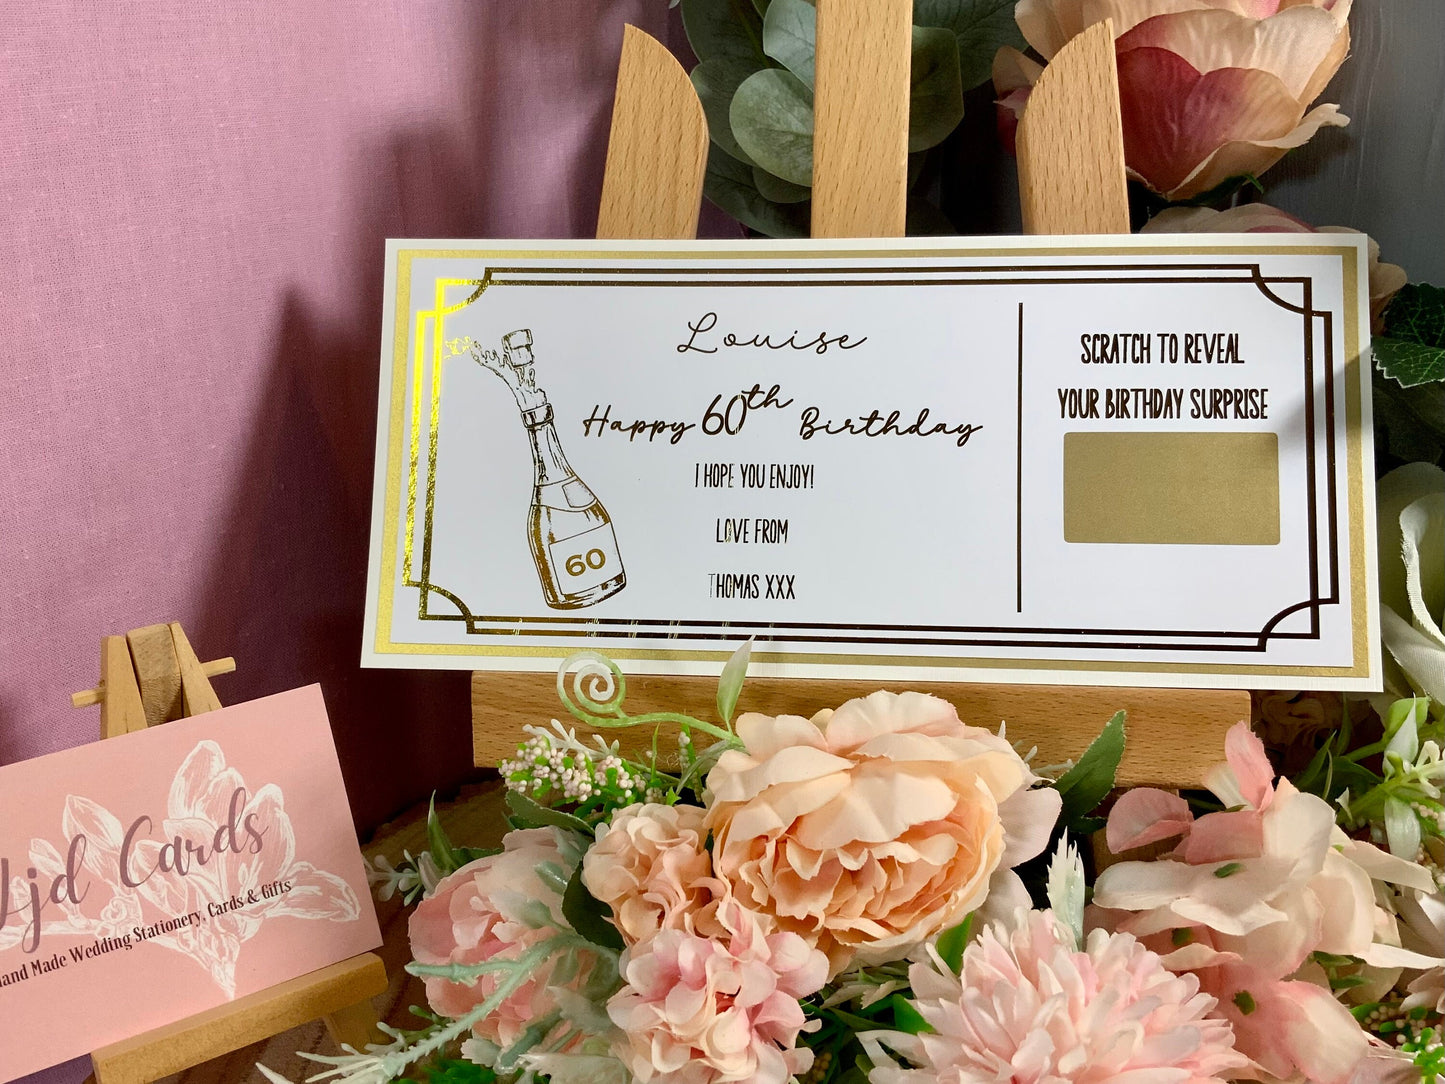 Louise
Happy 60th Birthday
I HOPE YOU ENJOY!
LOVE FROM
THOMAS XXX
60
SCRATCH TO REVEAL
YOUR BIRTHDAY SURPRISE
Cards
Hand Made Wedding Stationery, Cards & Gifts